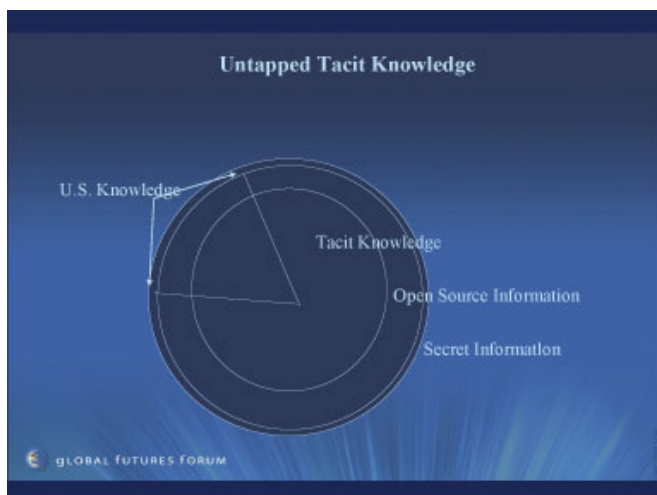 Untapped Tacit Knowledge
U.S. Knowledge
Tacit Knowledge
Open Source Information
Secret Information
gLOBAL fUTURES fORUM